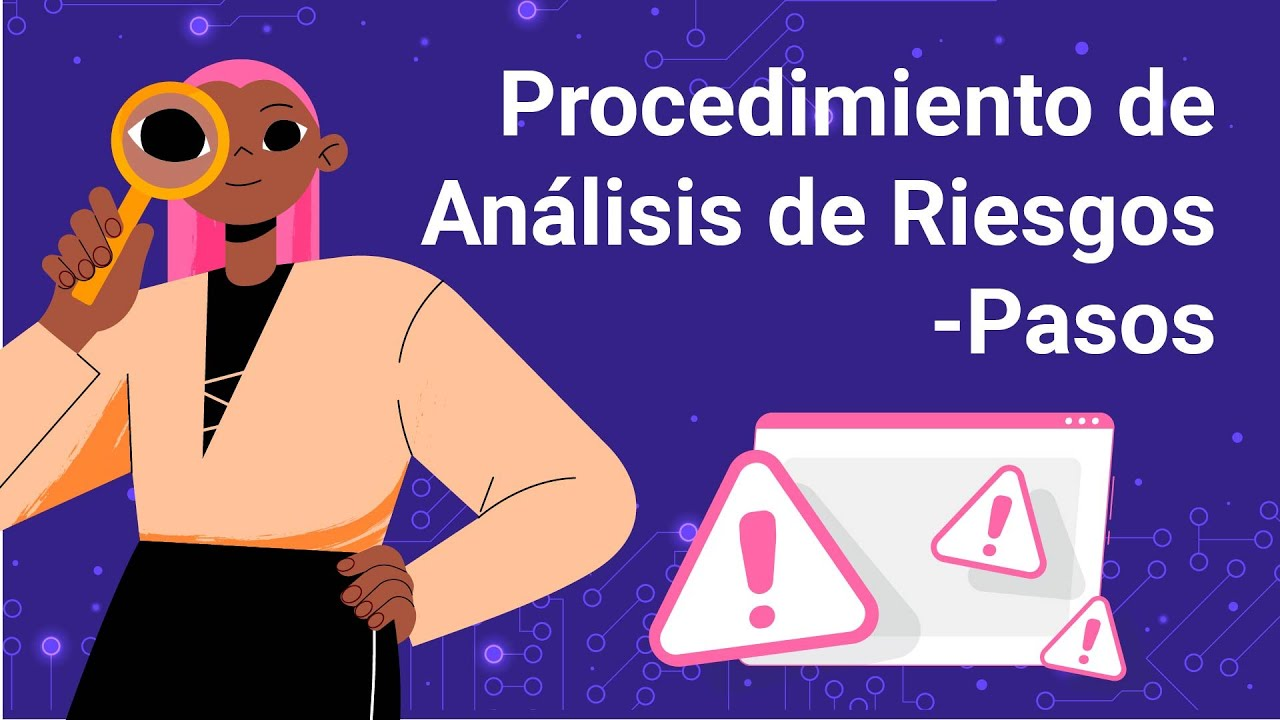 Procedimiento de
Análisis de Riesgos
-Pasos